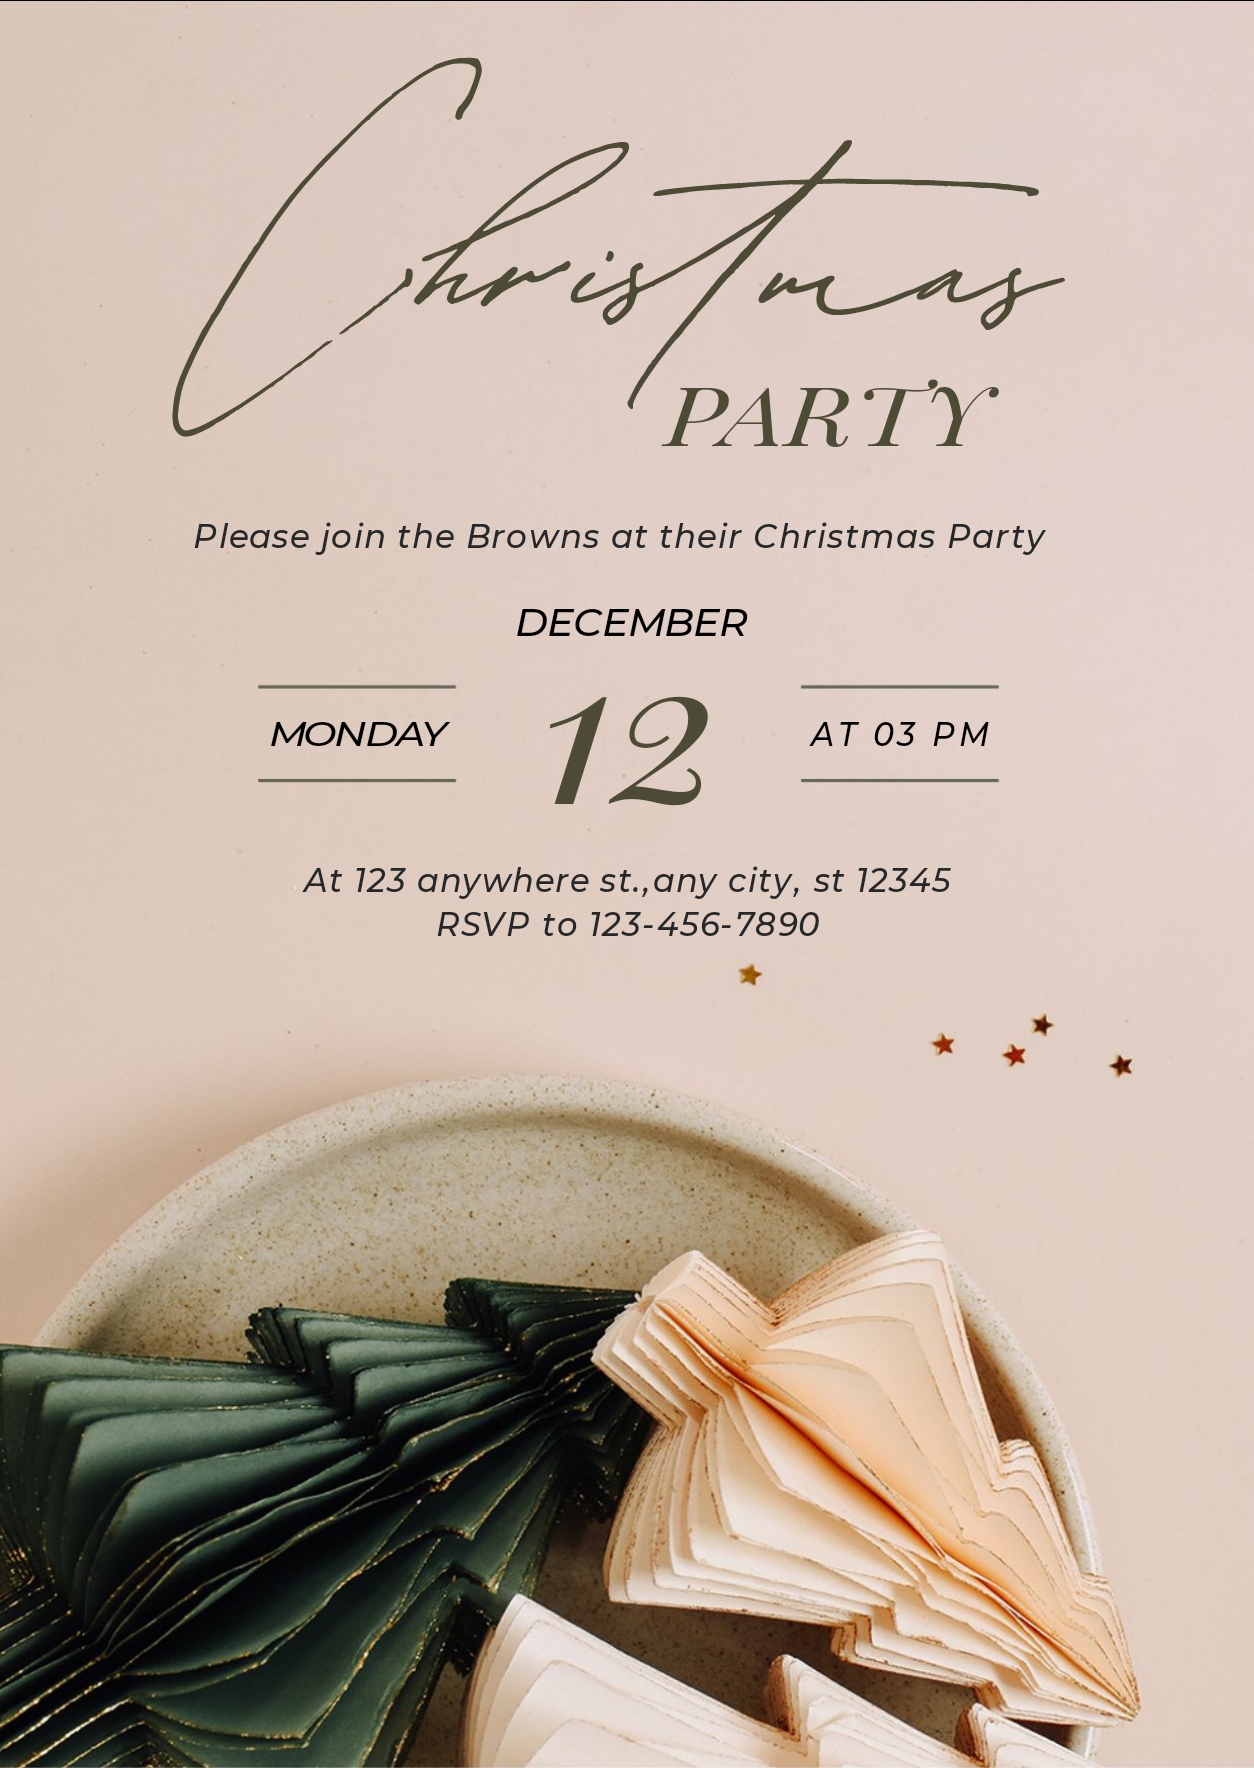 Christmas
PARTY
Please join the Browns at their Christmas Party
DECEMBER
MONDAY
12
AT 03 PM
At 123 anywhere st.,any city, st 12345
RSVP to 123-456-7890